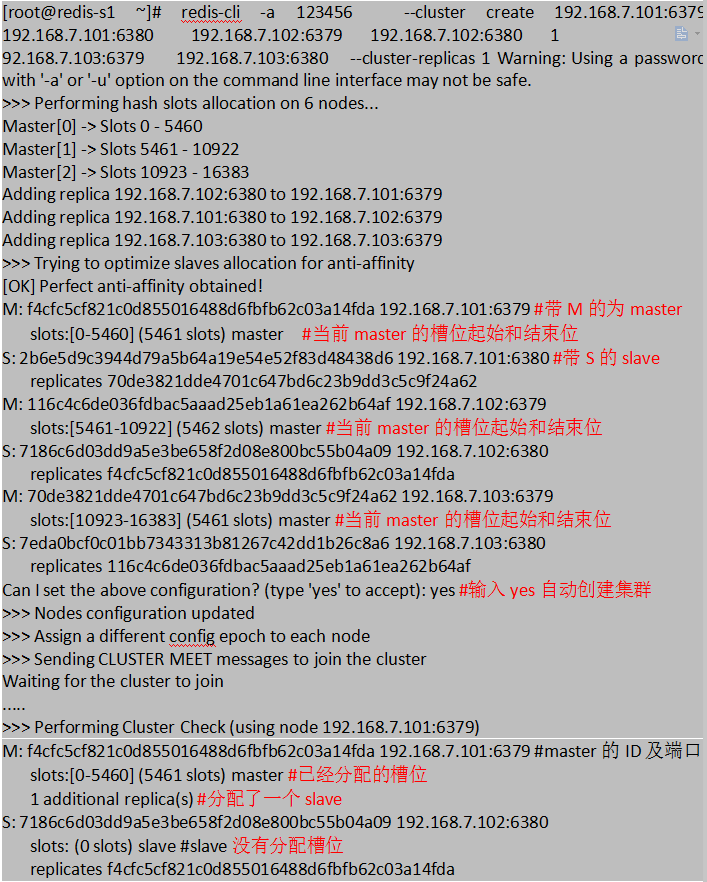 [root@redis-s1 ~]# redis-cli -a 123456 --cluster create 192.168.7.101:6379
192.168.7.101:6380 192.168.7.102:6379 192.168.7.102:6380 1
92.168.7.103:6379 192.168.7.103:6380 --cluster-replicas 1 Warning: Using a password
with '-a' or '-u' option on the command line interface may not be safe.
>>> Performing hash slots allocation on 6 nodes...
Master[0] -> Slots 0 - 5460
Master[1] -> Slots 5461 - 10922
Master[2] -> Slots 10923 - 16383
Adding replica 192.168.7.102:6380 to 192.168.7.101:6379
Adding replica 192.168.7.101:6380 to 192.168.7.102:6379
Adding replica 192.168.7.103:6380 to 192.168.7.103:6379
>>> Trying to optimize slaves allocation for anti-affinity
[OK] Perfect anti-affinity obtained!
M: f4cfc5cf821c0d855016488d6fbfb62c03a14fda 192.168.7.101:6379 #带 M 的为 master
slots:[0-5460] (5461 slots) master #当前 master 的槽位起始和结束位
S: 2b6e5d9c3944d79a5b64a19e54e52f83d48438d6 192.168.7.101:6380 #带 S 的 slave
replicates 70de3821dde4701c647bd6c23b9dd3c5c9f24a62
M: 116c4c6de036fdbac5aaad25eb1a61ea262b64af 192.168.7.102:6379
slots:[5461-10922] (5462 slots) master #当前 master 的槽位起始和结束位
S: 7186c6d03dd9a5e3be658f2d08e800bc55b04a09 192.168.7.102:6380
replicates f4cfc5cf821c0d855016488d6fbfb62c03a14fda
M: 70de3821dde4701c647bd6c23b9dd3c5c9f24a62 192.168.7.103:6379
slots:[10923-16383] (5461 slots) master #当前 master 的槽位起始和结束位
S: 7eda0bcf0c01bb7343313b81267c42dd1b26c8a6 192.168.7.103:6380
replicates 116c4c6de036fdbac5aaad25eb1a61ea262b64af
Can I set the above configuration? (type 'yes' to accept): yes #输入 yes 自动创建集群
>>> Nodes configuration updated
>>> Assign a different config epoch to each node
>>> Sending CLUSTER MEET messages to join the cluster
Waiting for the cluster to join
.....
>>> Performing Cluster Check (using node 192.168.7.101:6379)
M: f4cfc5cf821c0d855016488d6fbfb62c03a14fda 192.168.7.101:6379 #master 的 ID 及端口
slots:[0-5460] (5461 slots) master #已经分配的槽位
1 additional replica(s) #分配了一个 slave
S: 7186c6d03dd9a5e3be658f2d08e800bc55b04a09 192.168.7.102:6380
slots: (0 slots) slave #slave 没有分配槽位
replicates f4cfc5cf821c0d855016488d6fbfb62c03a14fda